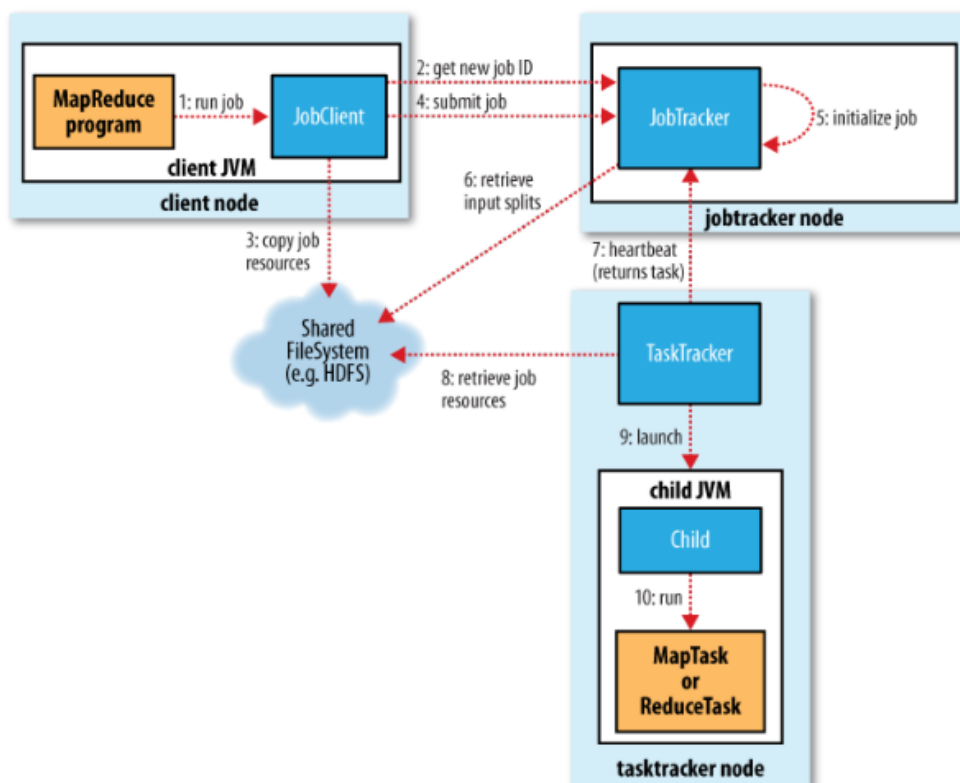 MapReduce
program
1: run job
JobClient
client JVM
client node
2: get new job ID
4: submit job
JobTracker
5: initialize job
jobtracker node
3: copy job
resources
6: retrieve
input splits
7: heartbeat
(returns task)
Shared
FileSystem
(e.g. HDFS)
8: retrieve job
resources
TaskTracker
9: launch
child JVM
Child
10: run
MapTask
or
ReduceTask
tasktracker node